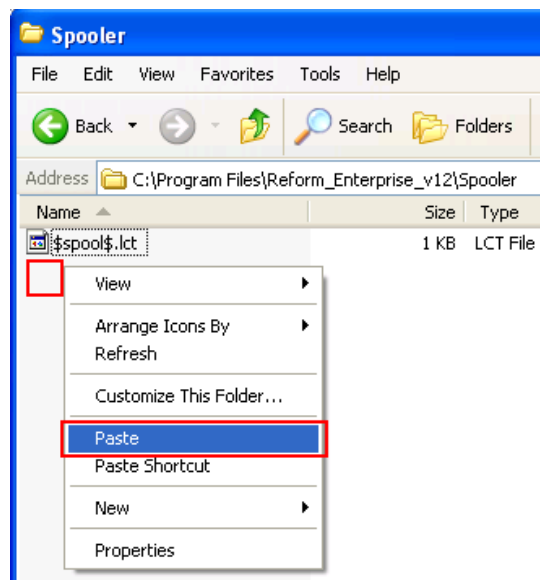 Spooler
File Edit View Favorites Tools Help
Back Search Folders
Address C:\Program Files\Reform_Enterprise_v12\Spooler
Name Size Type
$spool$.lct 1 KB LCT File
View
Arrange Icons By
Refresh
Customize This Folder...
Paste
Paste Shortcut
New
Properties